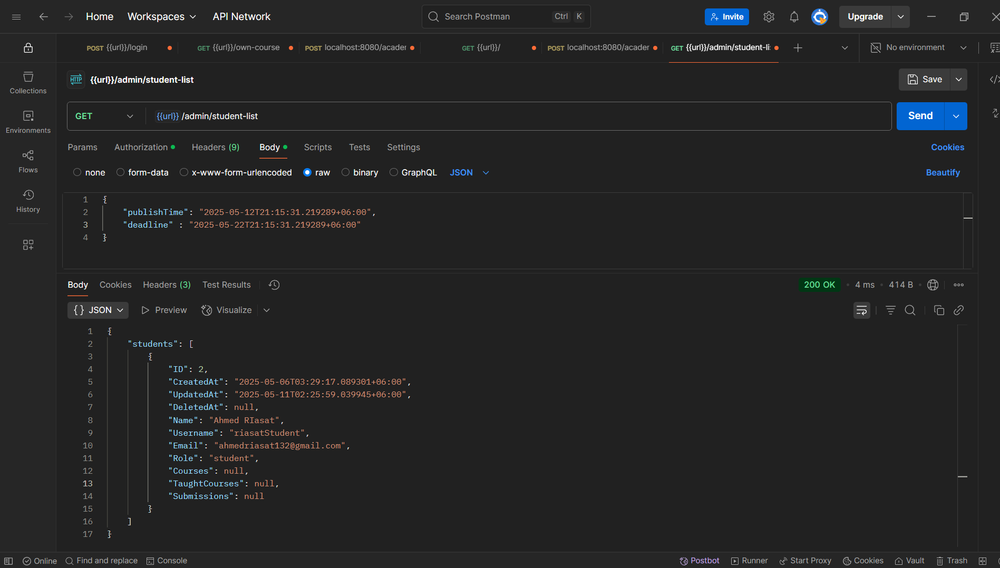 Home Workspaces API Network Search Postman Ctrl K Invite Upgrade
POST {{url}}/login GET {{url}}/own-course POST localhost:8080/acader GET {{url}}/ POST localhost:8080/acader GET {{url}}/admin/student-li No environment
HTTP {{url}}/admin/student-list Save
Collections
GET {{url}} /admin/student-list Send
Environments
Params Authorization Headers (9) Body Scripts Tests Settings Cookies
Flows
none form-data x-www-form-urlencoded raw binary GraphQL JSON Beautify
History
1 {
2 "publishTime": "2025-05-12T21:15:31.219289+06:00",
3 "deadline" : "2025-05-22T21:15:31.219289+06:00"
4 }
Body Cookies Headers (3) Test Results 200 OK • 4 ms • 414 B
{} JSON Preview Visualize
1 {
2 "students": [
3 {
4 "ID": 2,
5 "CreatedAt": "2025-05-06T03:29:17.089301+06:00",
6 "UpdatedAt": "2025-05-11T02:25:59.039945+06:00",
7 "DeletedAt": null,
8 "Name": "Ahmed RIasat",
9 "Username": "riasatStudent",
10 "Email": "ahmedriasat132@gmail.com",
11 "Role": "student",
12 "Courses": null,
13 "TaughtCourses": null,
14 "Submissions": null
15 }
16 ]
17 }
Online Find and replace Console Postbot Runner Start Proxy Cookies Vault Trash